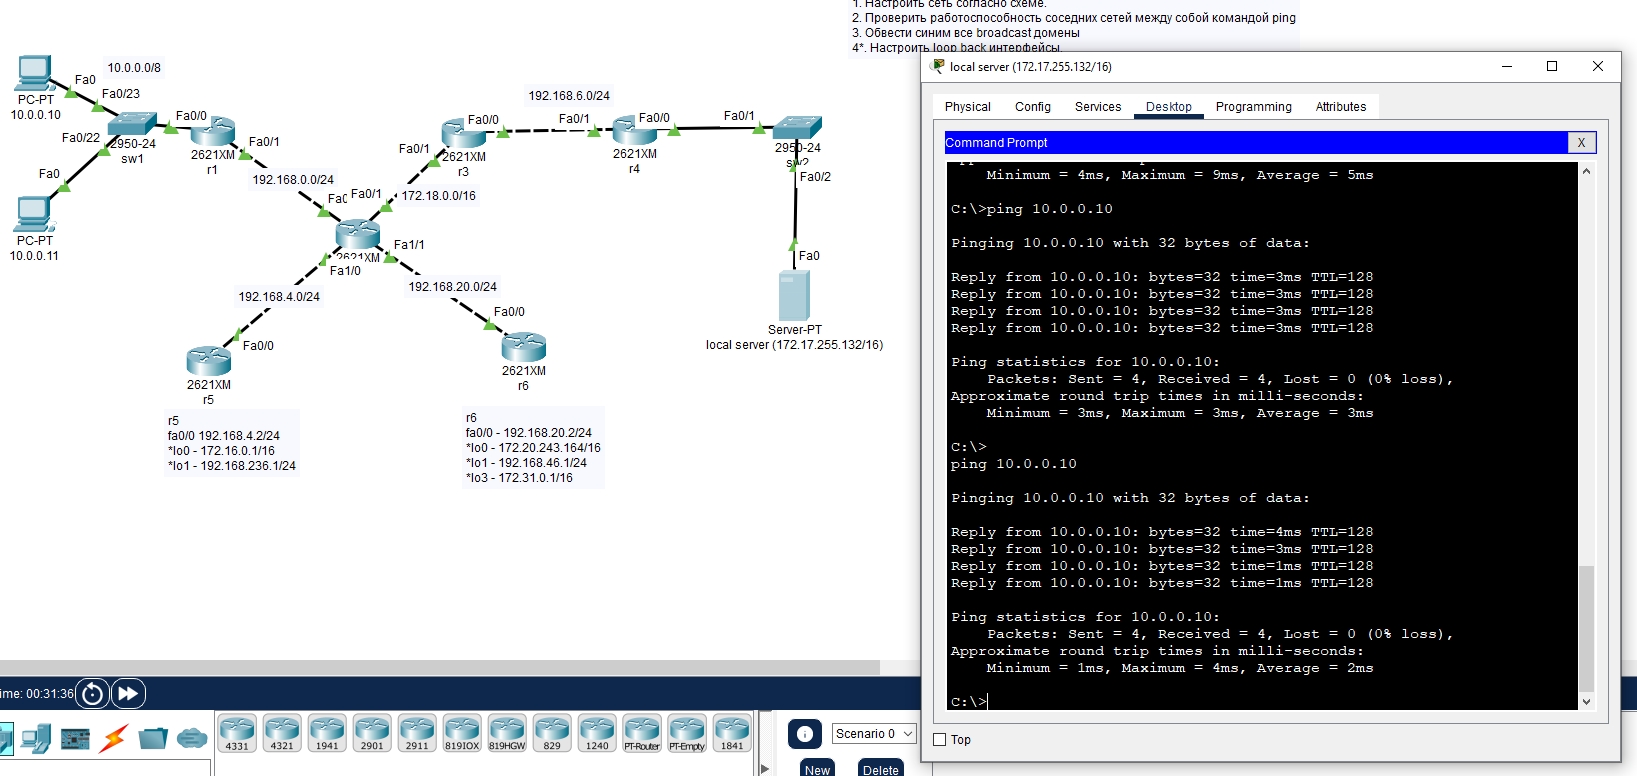 1. Настроить сеть согласно схеме.
2. Проверить работоспособность соседних сетей между собой командой ping
3. Обвести синим все broadcast домены
4*. Настроить loop back интерфейсы.
10.0.0.0/8
Fa0
Fa0/23
PC-PT
10.0.0.10
Fa0/22
2950-24
sw1
Fa0/0
Fa0/1
2621XM
r1
Fa0
PC-PT
10.0.0.11
192.168.0.0/24
Fa0/1
172.18.0.0/16
2621XM
Fa1/0
Fa1/1
Fa0/1
Fa0/0
2621XM
r3
192.168.6.0/24
Fa0/1
Fa0/0
2621XM
r4
Fa0/1
2950-24
sw2
Fa0/2
Fa0
Server-PT
local server (172.17.255.132/16)
192.168.4.0/24
Fa0/0
2621XM
r5
192.168.20.0/24
Fa0/0
2621XM
r6
r5
fa0/0 192.168.4.2/24
*lo0 - 172.16.0.1/16
*lo1 - 192.168.236.1/24
r6
fa0/0 - 192.168.20.2/24
*lo0 - 172.20.243.164/16
*lo1 - 192.168.46.1/24
*lo3 - 172.31.0.1/16
local server (172.17.255.132/16)
Physical Config Services Desktop Programming Attributes
Command Prompt X
Minimum = 4ms, Maximum = 9ms, Average = 5ms
C:\>ping 10.0.0.10
Pinging 10.0.0.10 with 32 bytes of data:
Reply from 10.0.0.10: bytes=32 time=3ms TTL=128
Reply from 10.0.0.10: bytes=32 time=3ms TTL=128
Reply from 10.0.0.10: bytes=32 time=3ms TTL=128
Reply from 10.0.0.10: bytes=32 time=3ms TTL=128
Ping statistics for 10.0.0.10:
Packets: Sent = 4, Received = 4, Lost = 0 (0% loss),
Approximate round trip times in milli-seconds:
Minimum = 3ms, Maximum = 3ms, Average = 3ms
C:\>
ping 10.0.0.10
Pinging 10.0.0.10 with 32 bytes of data:
Reply from 10.0.0.10: bytes=32 time=4ms TTL=128
Reply from 10.0.0.10: bytes=32 time=3ms TTL=128
Reply from 10.0.0.10: bytes=32 time=1ms TTL=128
Reply from 10.0.0.10: bytes=32 time=1ms TTL=128
Ping statistics for 10.0.0.10:
Packets: Sent = 4, Received = 4, Lost = 0 (0% loss),
Approximate round trip times in milli-seconds:
Minimum = 1ms, Maximum = 4ms, Average = 2ms
C:\>
Top
ime: 00:31:36
4331 4321 1941 2901 2911 819IOX 819HGW 829 1240 PT-Router PT-Empty 1841
Scenario 0
New Delete